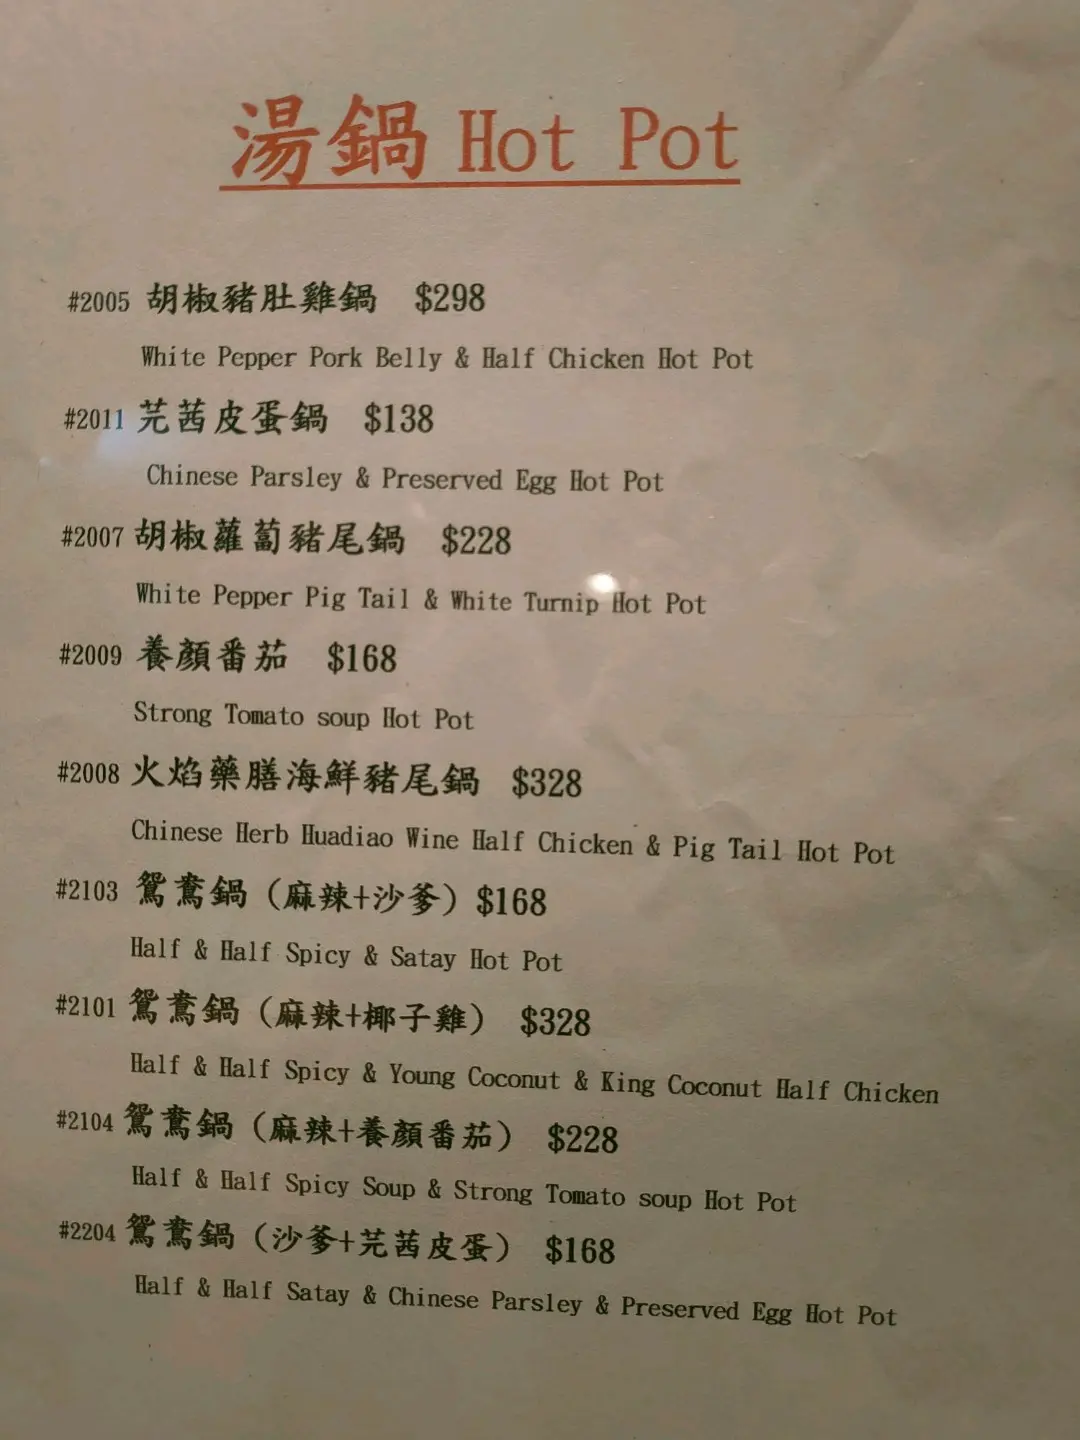 湯鍋 Hot Pot
#2005 胡椒豬肚雞鍋 $298
White Pepper Pork Belly & Half Chicken Hot Pot
#2011 芫茜皮蛋鍋 $138
Chinese Parsley & Preserved Egg Hot Pot
#2007 胡椒蘿蔔豬尾鍋 $228
White Pepper Pig Tail & White Turnip Hot Pot
#2009 養顏番茄 $168
Strong Tomato soup Hot Pot
#2008 火焰藥膳海鮮豬尾鍋 $328
Chinese Herb Huadiao Wine Half Chicken & Pig Tail Hot Pot
#2103 鴛鴦鍋 (麻辣+沙爹) $168
Half & Half Spicy & Satay Hot Pot
#2101 鴛鴦鍋 (麻辣+椰子雞) $328
Half & Half Spicy & Young Coconut & King Coconut Half Chicken
#2104 鴛鴦鍋 (麻辣+養顏番茄) $228
Half & Half Spicy Soup & Strong Tomato soup Hot Pot
#2204 鴛鴦鍋 (沙爹+芫茜皮蛋) $168
Half & Half Satay & Chinese Parsley & Preserved Egg Hot Pot